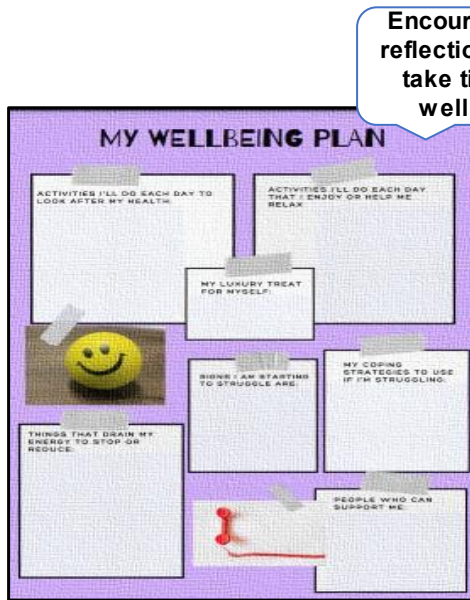 Encour
reflectio
take ti
well
MY WELLBEING PLAN
ACTIVITIES I'LL DO EACH DAY TO
LOOK AFTER MY HEALTH:
ACTIVITIES I'LL DO EACH DAY
THAT I ENJOY OR HELP ME
RELAX
MY LUXURY TREAT
FOR MYSELF:
SIGNS I AM STARTING
TO STRUGGLE ARE:
MY COPING
STRATEGIES TO USE
IF I'M STRUGGLING:
THINGS THAT DRAIN MY
ENERGY TO STOP OR
REDUCE:
PEOPLE WHO CAN
SUPPORT ME: